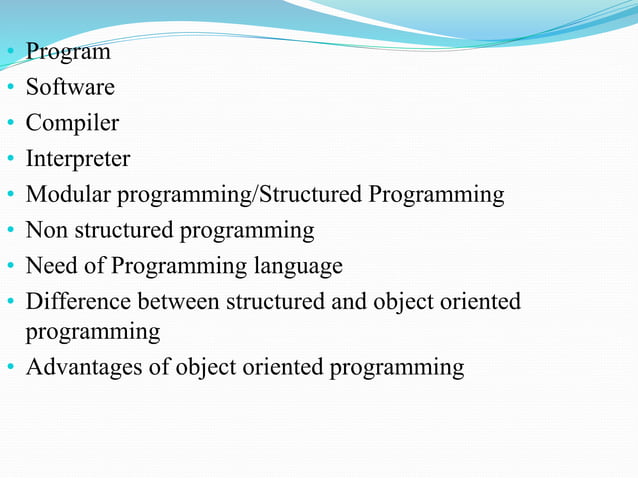 • Program
• Software
• Compiler
• Interpreter
• Modular programming/Structured Programming
• Non structured programming
• Need of Programming language
• Difference between structured and object oriented
programming
• Advantages of object oriented programming